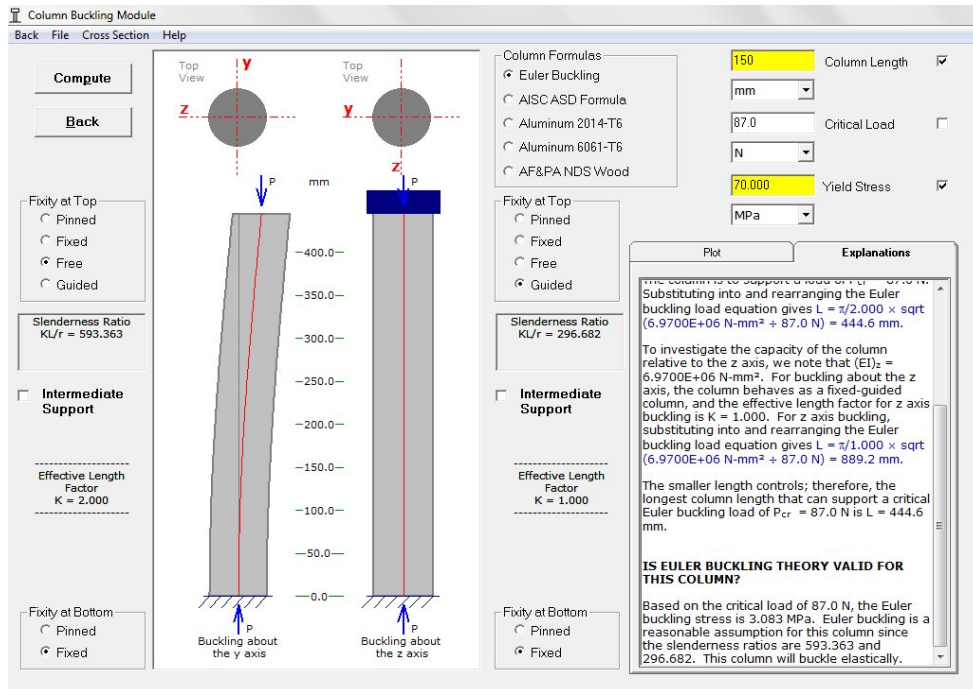 Column Buckling Module
Back File Cross Section Help
Compute
Back
Fixity at Top
Pinned
Fixed
Free
Guided
Slenderness Ratio
KL/r = 593.363
Intermediate
Support
--------------------
Effective Length
Factor
K = 2.000
--------------------
Fixity at Bottom
Pinned
Fixed
Top
View
y
z
Top
View
y
z
P
mm
P
400.0
350.0
300.0
250.0
200.0
150.0
100.0
50.0
0.0
P
P
Buckling about
the y axis
Buckling about
the z axis
Column Formulas
Euler Buckling
AISC ASD Formula
Aluminum 2014-T6
Aluminum 6061-T6
AF&PA NDS Wood
Fixity at Top
Pinned
Fixed
Free
Guided
Slenderness Ratio
KL/r = 296.682
Intermediate
Support
--------------------
Effective Length
Factor
K = 1.000
--------------------
Fixity at Bottom
Pinned
Fixed
150 Column Length
mm
87.0 Critical Load
N
70.000 Yield Stress
MPa
Plot Explanations
The column is to support a load of Pcr = 87.0 N.
Substituting into and rearranging the Euler
buckling load equation gives L = π/2.000 × sqrt
(6.9700E+06 N-mm² ÷ 87.0 N) = 444.6 mm.
To investigate the capacity of the column
relative to the z axis, we note that (EI)z =
6.9700E+06 N-mm². For buckling about the z
axis, the column behaves as a fixed-guided
column, and the effective length factor for z axis
buckling is K = 1.000. For z axis buckling,
substituting into and rearranging the Euler
buckling load equation gives L = π/1.000 × sqrt
(6.9700E+06 N-mm² ÷ 87.0 N) = 889.2 mm.
The smaller length controls; therefore, the
longest column length that can support a critical
Euler buckling load of Pcr = 87.0 N is L = 444.6
mm.
IS EULER BUCKLING THEORY VALID FOR
THIS COLUMN?
Based on the critical load of 87.0 N, the Euler
buckling stress is 3.083 MPa. Euler buckling is a
reasonable assumption for this column since
the slenderness ratios are 593.363 and
296.682. This column will buckle elastically.